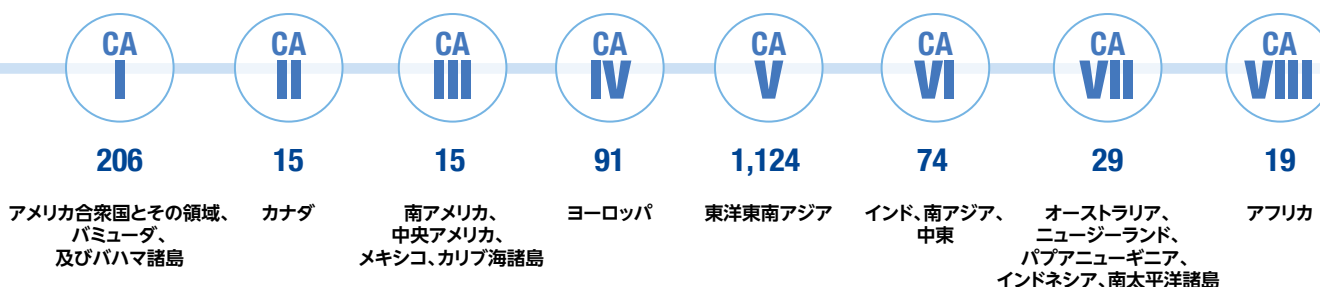 CA
I
206
アメリカ合衆国とその領域、
バミューダ、
及びバハマ諸島
CA
II
15
カナダ
CA
III
15
南アメリカ、
中央アメリカ、
メキシコ、カリブ海諸島
CA
IV
91
ヨーロッパ
CA
V
1,124
東洋東南アジア
CA
VI
74
インド、南アジア、
中東
CA
VII
29
オーストラリア、
ニュージーランド、
パプアニューギニア、
インドネシア、南太平洋諸島
CA
VIII
19
アフリカ